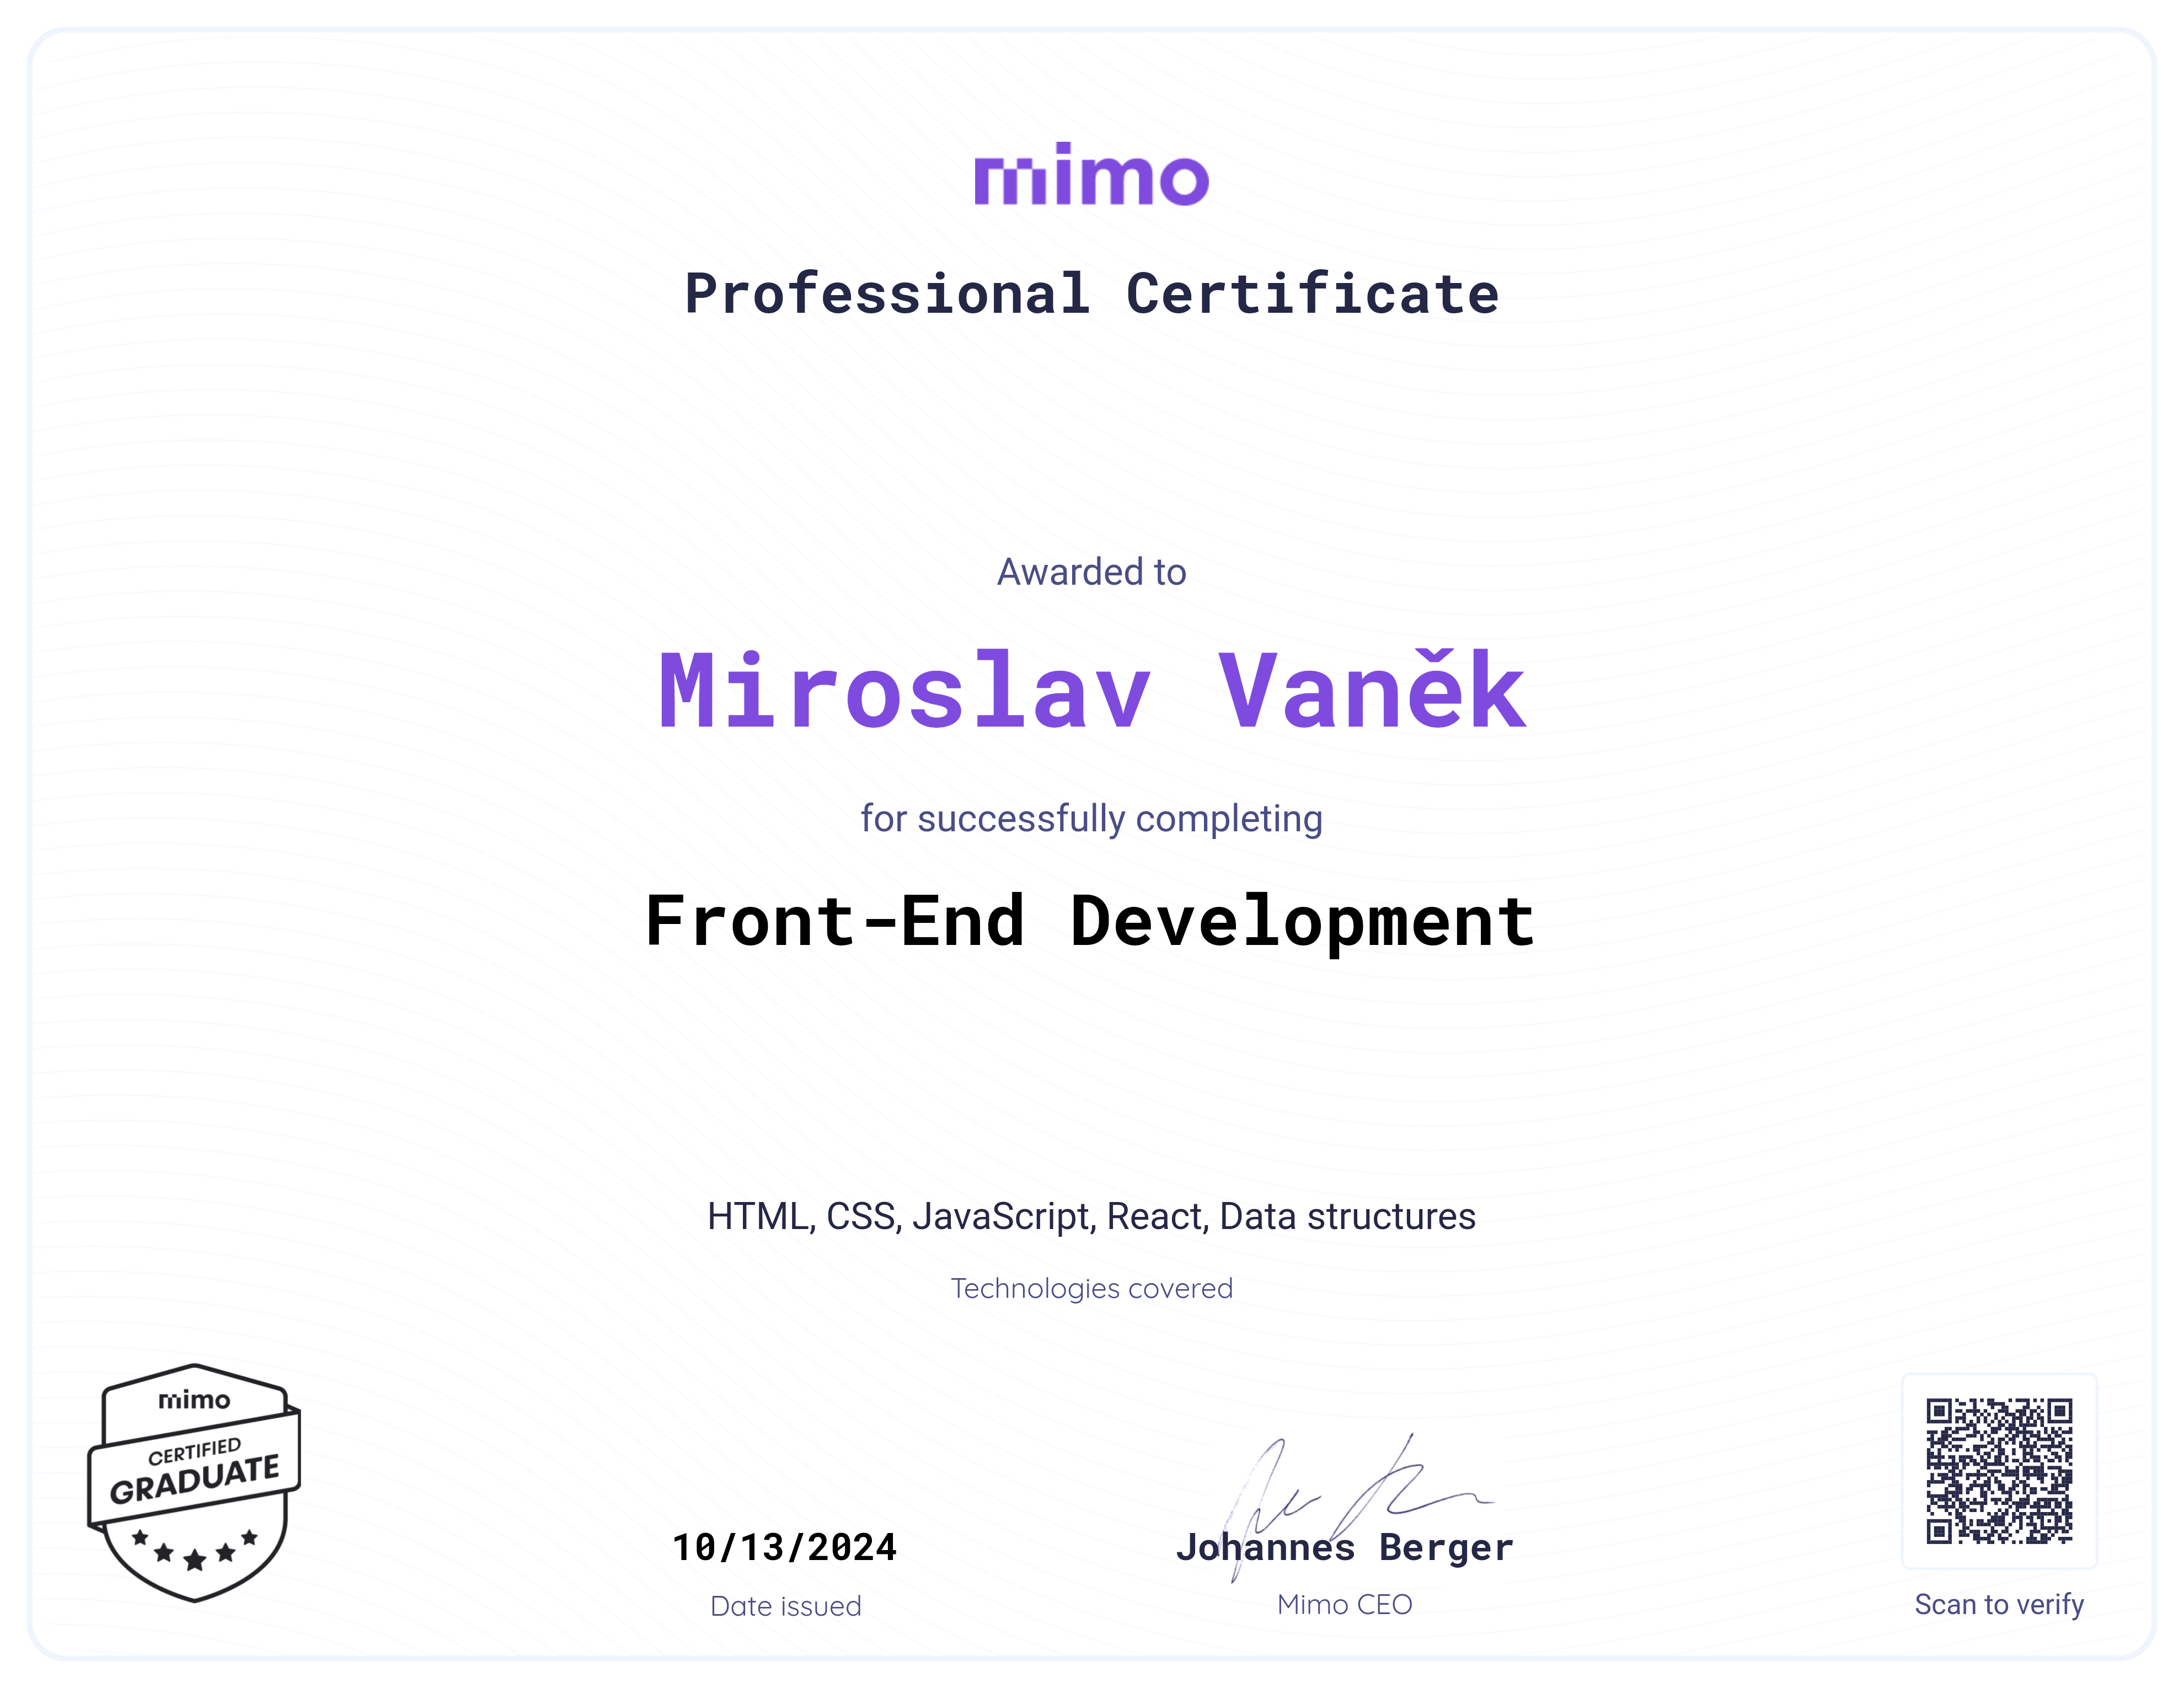 mimo
Professional Certificate
Awarded to
Miroslav Vaněk
for successfully completing
Front-End Development
HTML, CSS, JavaScript, React, Data structures
Technologies covered
mimo
CERTIFIED
GRADUATE
10/13/2024
Date issued
Johannes Berger
Mimo CEO
Scan to verify